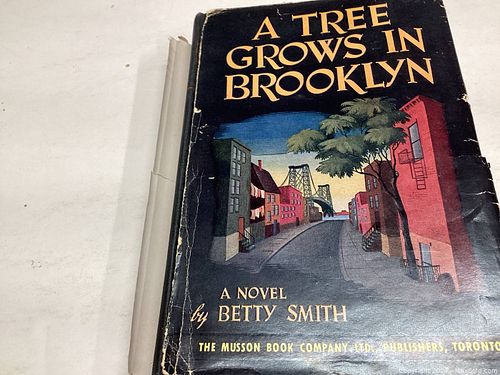 A TREE
GROWS IN
BROOKLYN
A NOVEL
by BETTY SMITH
THE MUSSON BOOK COMPANY, LTD., PUBLISHERS, TORONTO